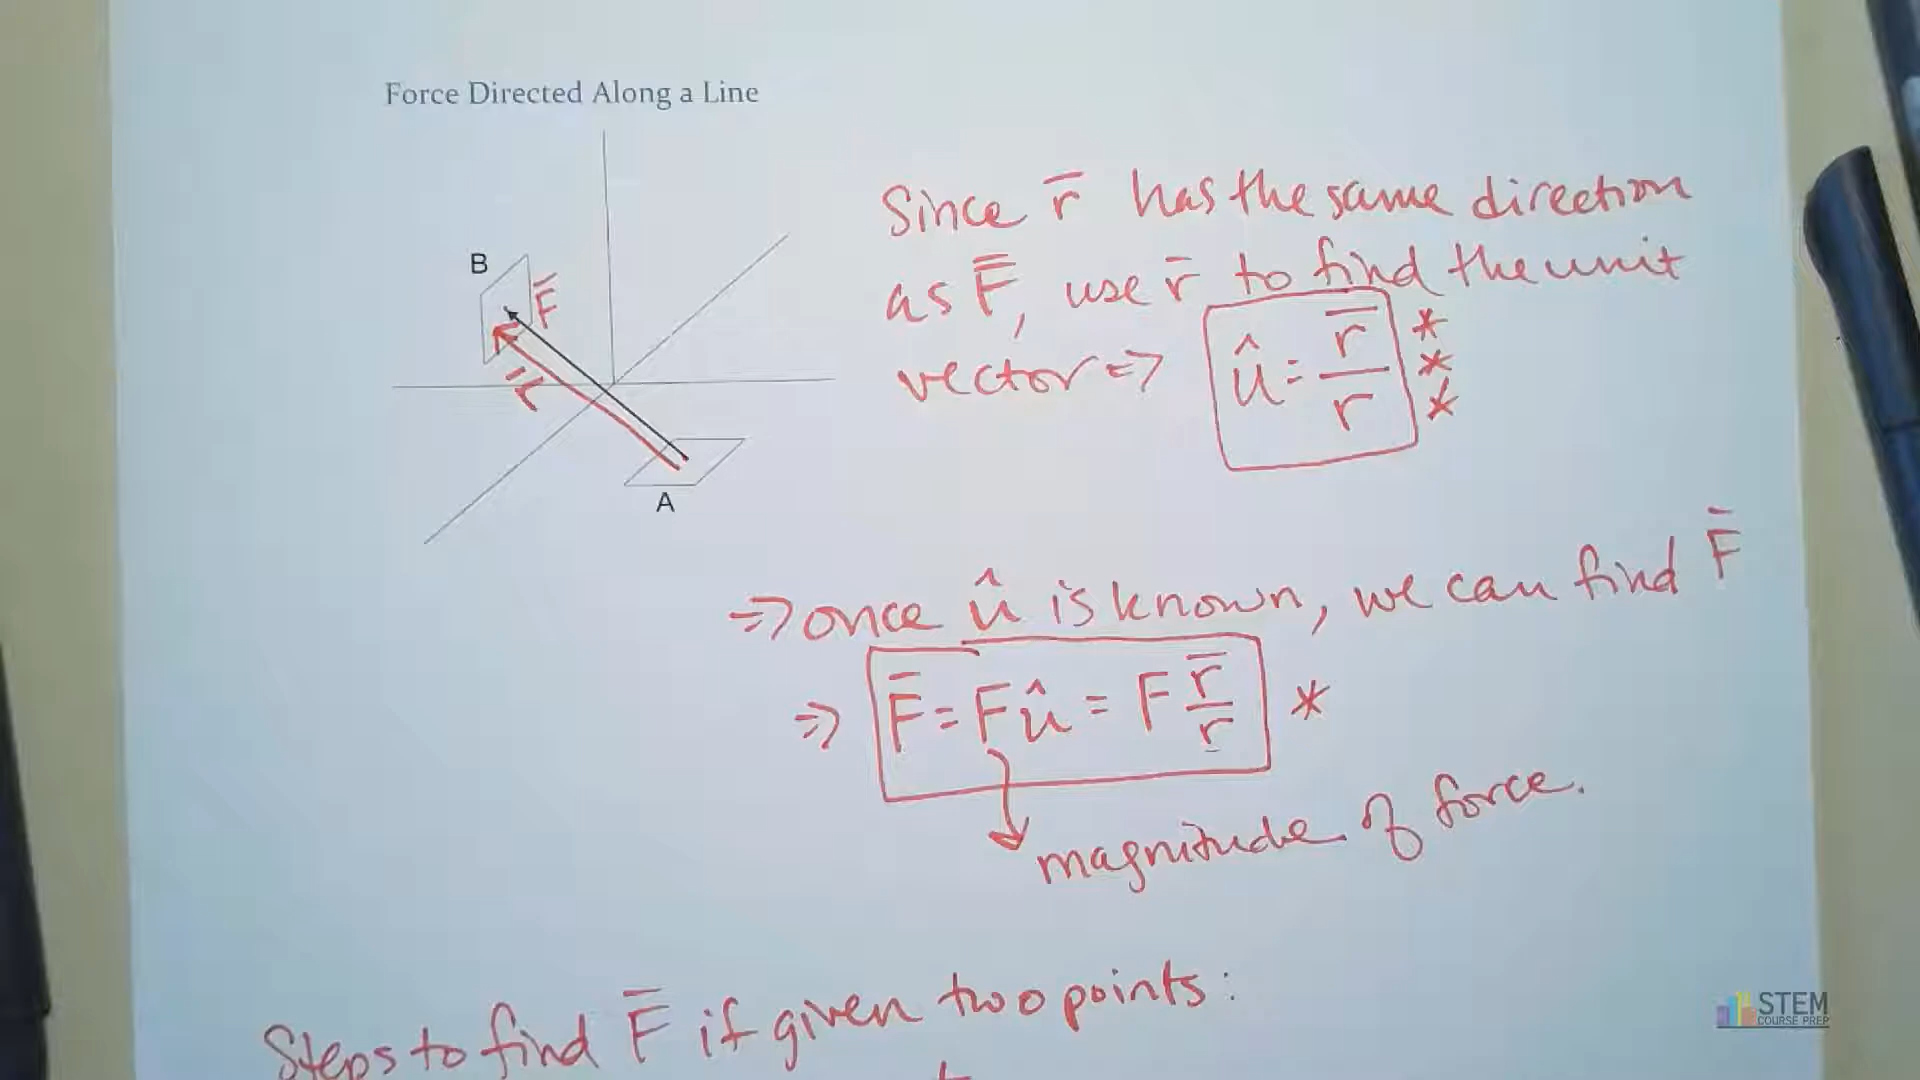 Force Directed Along a Line
B
F̄
r̄
A
Since r̄ has the same direction
as F̄, use r̄ to find the unit
vector => û = r̄/r ***
=> once û is known, we can find F̄
=> F̄ = Fû = F r̄/r *
magnitude of force.
Steps to find F̄ if given two points:
STEM
COURSE PREP